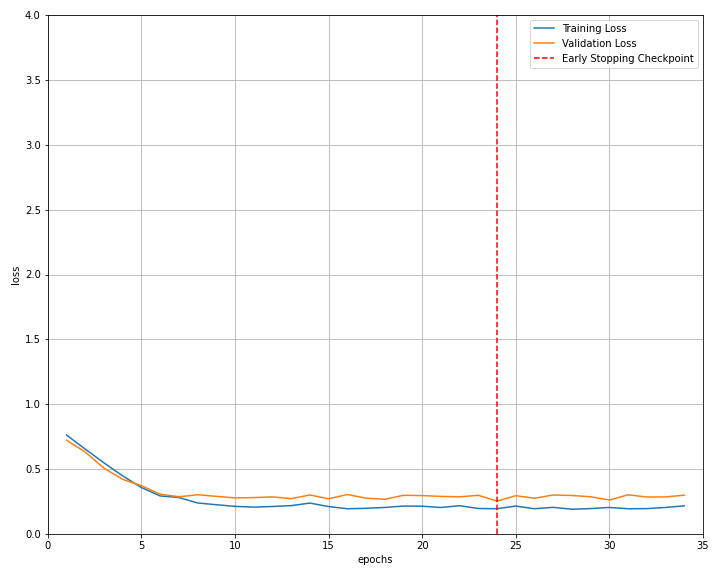 4.0
3.5
3.0
2.5
2.0
1.5
1.0
0.5
0.0
loss
Training Loss
Validation Loss
Early Stopping Checkpoint
0 5 10 15 20 25 30 35
epochs